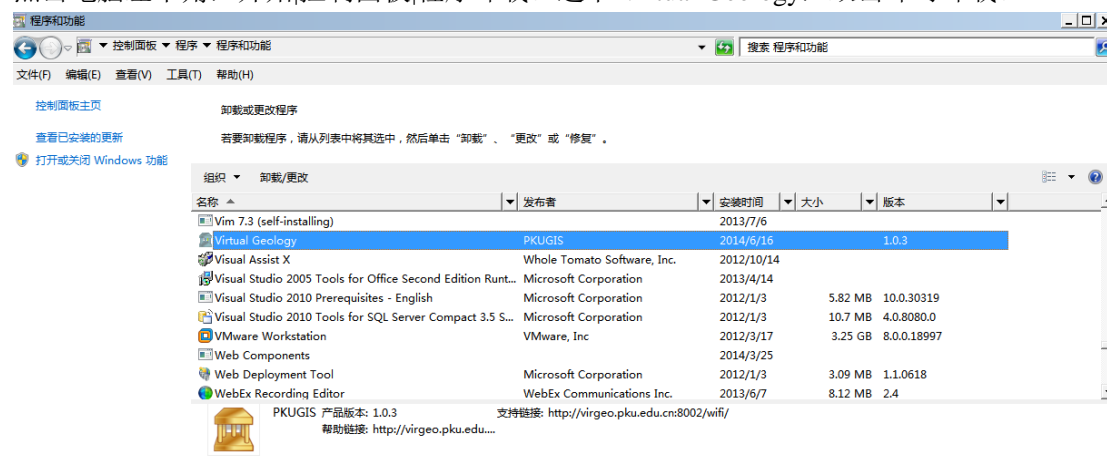 程序和功能
控制面板 ▼ 程序 ▼ 程序和功能
搜索 程序和功能
文件(F) 编辑(E) 查看(V) 工具(T) 帮助(H)
控制面板主页
查看已安装的更新
打开或关闭 Windows 功能
卸载或更改程序
若要卸载程序，请从列表中将其选中，然后单击“卸载”、“更改”或“修复”。
组织 ▼ 卸载/更改
名称 发布者 安装时间 大小 版本
Vim 7.3 (self-installing) 2013/7/6
Virtual Geology PKUGIS 2014/6/16 1.0.3
Visual Assist X Whole Tomato Software, Inc. 2012/10/14
Visual Studio 2005 Tools for Office Second Edition Runt... Microsoft Corporation 2013/4/14
Visual Studio 2010 Prerequisites - English Microsoft Corporation 2012/1/3 5.82 MB 10.0.30319
Visual Studio 2010 Tools for SQL Server Compact 3.5 S... Microsoft Corporation 2012/1/3 10.7 MB 4.0.8080.0
VMware Workstation VMware, Inc 2012/3/17 3.25 GB 8.0.0.18997
Web Components 2014/3/25
Web Deployment Tool Microsoft Corporation 2012/1/3 3.09 MB 1.1.0618
WebEx Recording Editor WebEx Communications Inc. 2013/6/7 8.12 MB 2.4
PKUGIS 产品版本: 1.0.3 支持链接: http://virgeo.pku.edu.cn:8002/wifi/
帮助链接: http://virgeo.pku.edu....